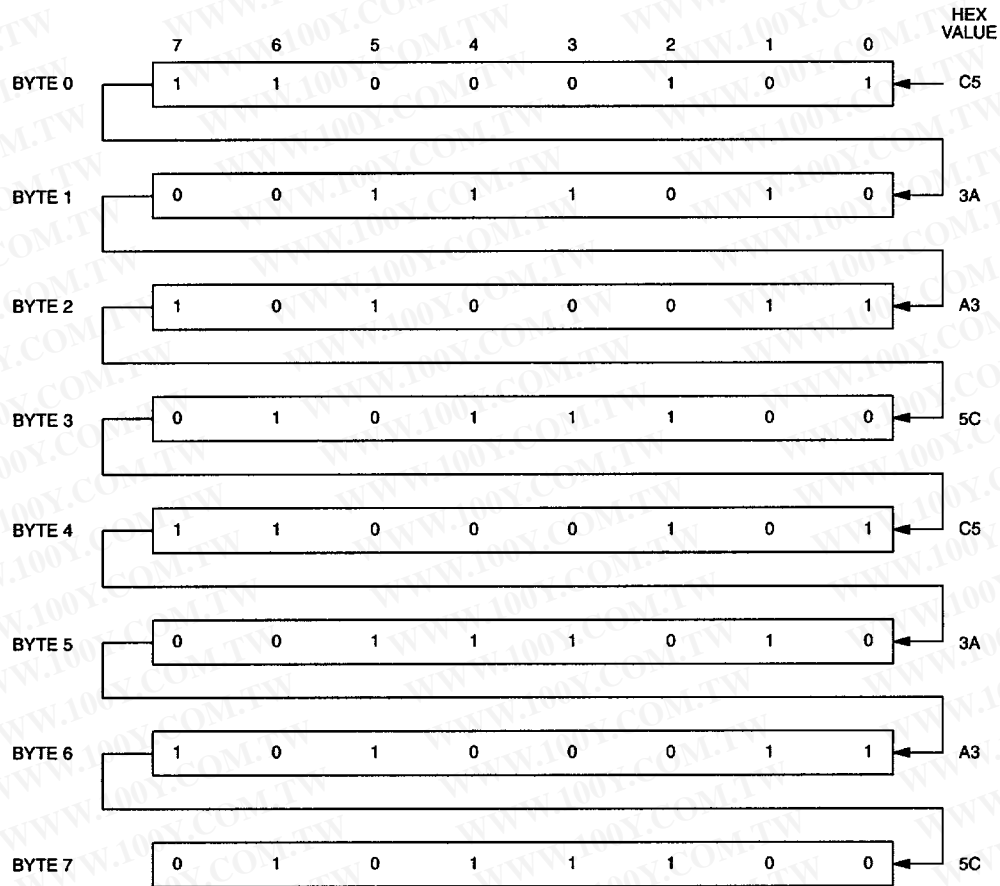 HEX
VALUE
7 6 5 4 3 2 1 0
BYTE 0 1 1 0 0 0 1 0 1 C5
BYTE 1 0 0 1 1 1 0 1 0 3A
BYTE 2 1 0 1 0 0 0 1 1 A3
BYTE 3 0 1 0 1 1 1 0 0 5C
BYTE 4 1 1 0 0 0 1 0 1 C5
BYTE 5 0 0 1 1 1 0 1 0 3A
BYTE 6 1 0 1 0 0 0 1 1 A3
BYTE 7 0 1 0 1 1 1 0 0 5C
WWW.100Y.COM.TW